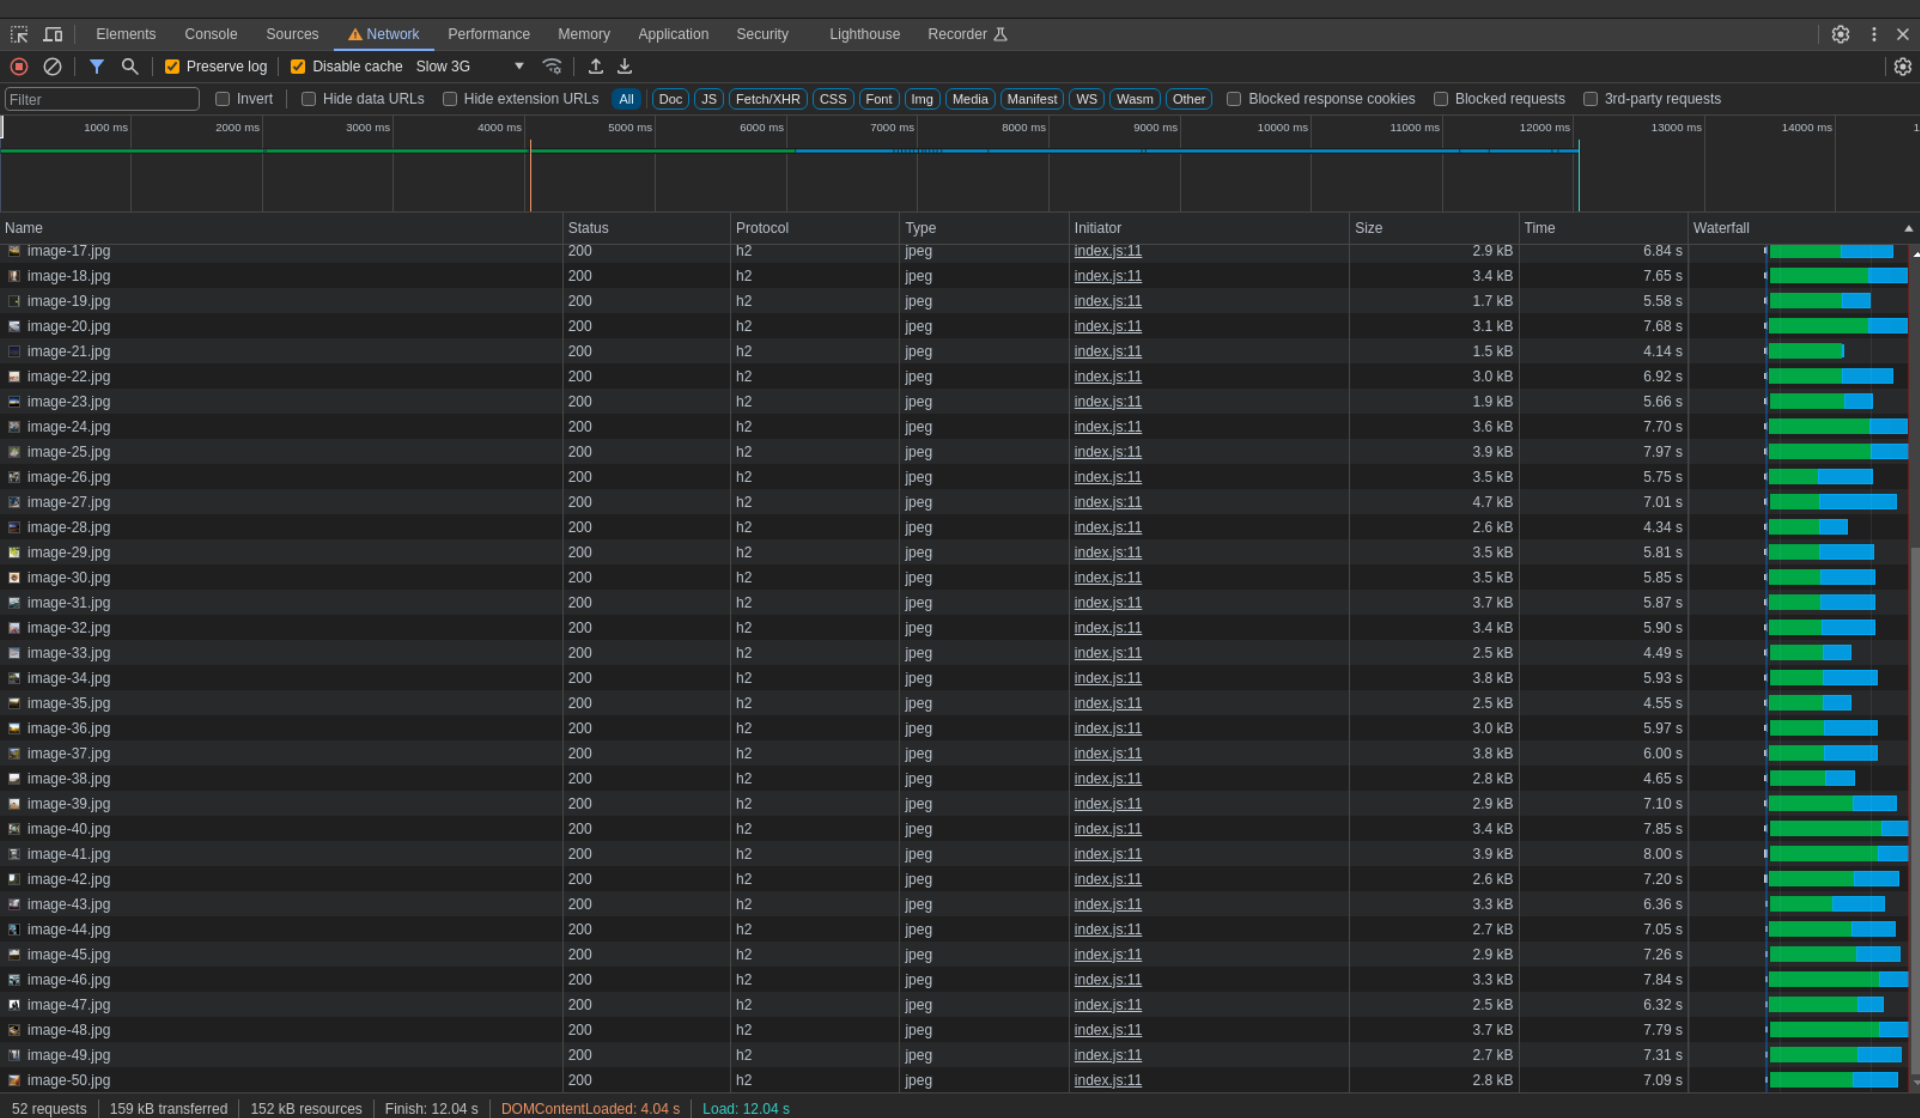 Elements Console Sources Network Performance Memory Application Security Lighthouse Recorder
Preserve log Disable cache Slow 3G
Filter Invert Hide data URLs Hide extension URLs All Doc JS Fetch/XHR CSS Font Img Media Manifest WS Wasm Other Blocked response cookies Blocked requests 3rd-party requests
1000 ms 2000 ms 3000 ms 4000 ms 5000 ms 6000 ms 7000 ms 8000 ms 9000 ms 10000 ms 11000 ms 12000 ms 13000 ms 14000 ms 1
Name Status Protocol Type Initiator Size Time Waterfall
image-17.jpg 200 h2 jpeg index.js:11 2.9 kB 6.84 s
image-18.jpg 200 h2 jpeg index.js:11 3.4 kB 7.65 s
image-19.jpg 200 h2 jpeg index.js:11 1.7 kB 5.58 s
image-20.jpg 200 h2 jpeg index.js:11 3.1 kB 7.68 s
image-21.jpg 200 h2 jpeg index.js:11 1.5 kB 4.14 s
image-22.jpg 200 h2 jpeg index.js:11 3.0 kB 6.92 s
image-23.jpg 200 h2 jpeg index.js:11 1.9 kB 5.66 s
image-24.jpg 200 h2 jpeg index.js:11 3.6 kB 7.70 s
image-25.jpg 200 h2 jpeg index.js:11 3.9 kB 7.97 s
image-26.jpg 200 h2 jpeg index.js:11 3.5 kB 5.75 s
image-27.jpg 200 h2 jpeg index.js:11 4.7 kB 7.01 s
image-28.jpg 200 h2 jpeg index.js:11 2.6 kB 4.34 s
image-29.jpg 200 h2 jpeg index.js:11 3.5 kB 5.81 s
image-30.jpg 200 h2 jpeg index.js:11 3.5 kB 5.85 s
image-31.jpg 200 h2 jpeg index.js:11 3.7 kB 5.87 s
image-32.jpg 200 h2 jpeg index.js:11 3.4 kB 5.90 s
image-33.jpg 200 h2 jpeg index.js:11 2.5 kB 4.49 s
image-34.jpg 200 h2 jpeg index.js:11 3.8 kB 5.93 s
image-35.jpg 200 h2 jpeg index.js:11 2.5 kB 4.55 s
image-36.jpg 200 h2 jpeg index.js:11 3.0 kB 5.97 s
image-37.jpg 200 h2 jpeg index.js:11 3.8 kB 6.00 s
image-38.jpg 200 h2 jpeg index.js:11 2.8 kB 4.65 s
image-39.jpg 200 h2 jpeg index.js:11 2.9 kB 7.10 s
image-40.jpg 200 h2 jpeg index.js:11 3.4 kB 7.85 s
image-41.jpg 200 h2 jpeg index.js:11 3.9 kB 8.00 s
image-42.jpg 200 h2 jpeg index.js:11 2.6 kB 7.20 s
image-43.jpg 200 h2 jpeg index.js:11 3.3 kB 6.36 s
image-44.jpg 200 h2 jpeg index.js:11 2.7 kB 7.05 s
image-45.jpg 200 h2 jpeg index.js:11 2.9 kB 7.26 s
image-46.jpg 200 h2 jpeg index.js:11 3.3 kB 7.84 s
image-47.jpg 200 h2 jpeg index.js:11 2.5 kB 6.32 s
image-48.jpg 200 h2 jpeg index.js:11 3.7 kB 7.79 s
image-49.jpg 200 h2 jpeg index.js:11 2.7 kB 7.31 s
image-50.jpg 200 h2 jpeg index.js:11 2.8 kB 7.09 s
52 requests 159 kB transferred 152 kB resources Finish: 12.04 s DOMContentLoaded: 4.04 s Load: 12.04 s